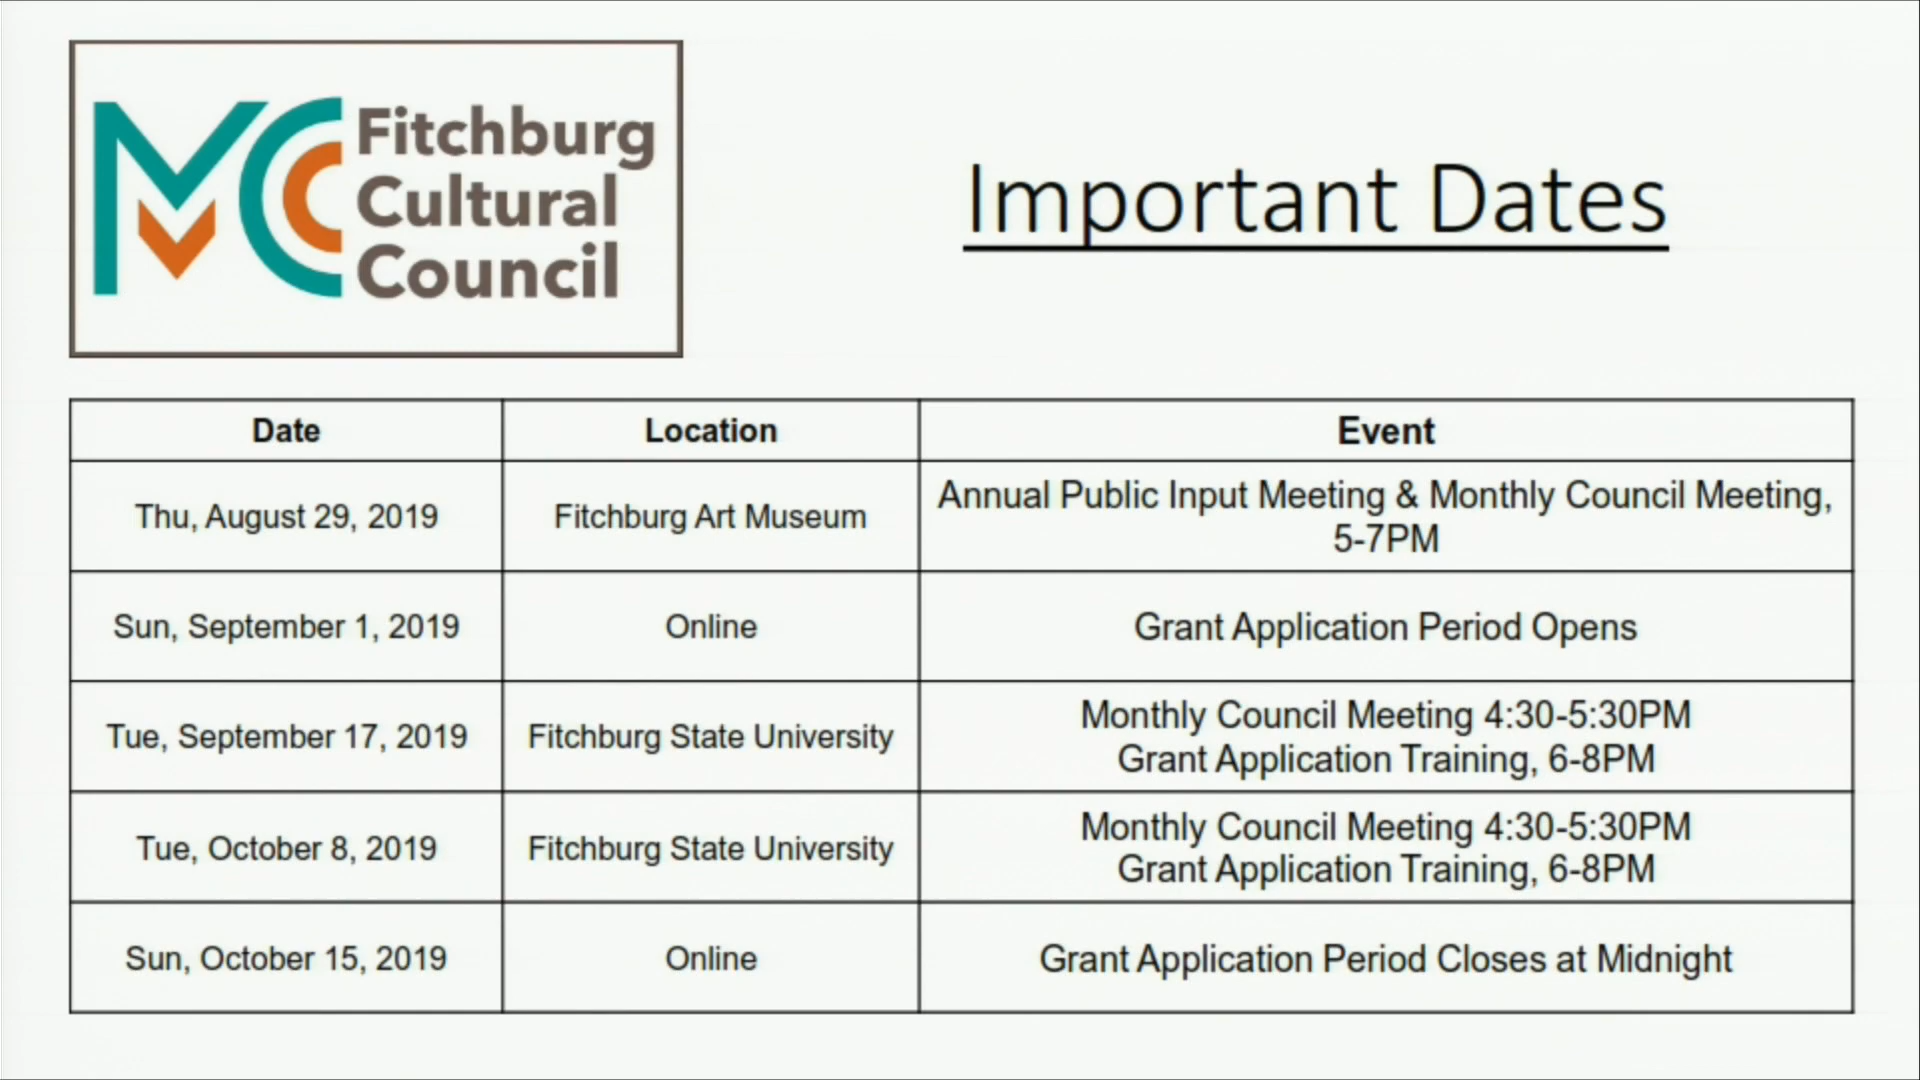 Fitchburg
Cultural
Council
Important Dates
Date Location Event
Thu, August 29, 2019 Fitchburg Art Museum Annual Public Input Meeting & Monthly Council Meeting,
5-7PM
Sun, September 1, 2019 Online Grant Application Period Opens
Tue, September 17, 2019 Fitchburg State University Monthly Council Meeting 4:30-5:30PM
Grant Application Training, 6-8PM
Tue, October 8, 2019 Fitchburg State University Monthly Council Meeting 4:30-5:30PM
Grant Application Training, 6-8PM
Sun, October 15, 2019 Online Grant Application Period Closes at Midnight